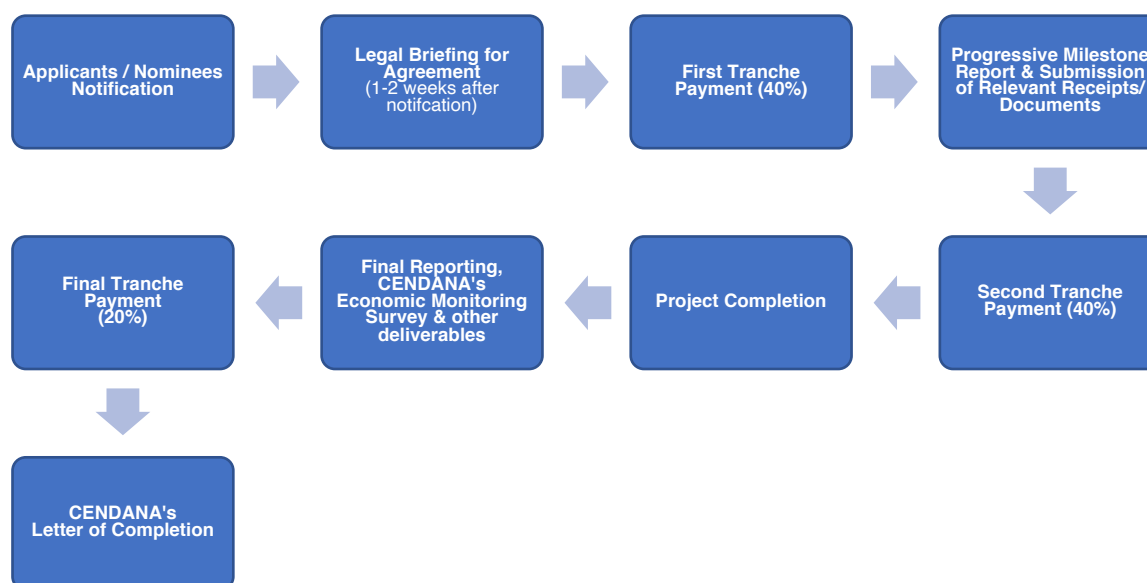 Applicants / Nominees
Notification
Legal Briefing for
Agreement
(1-2 weeks after
notifcation)
First Tranche
Payment (40%)
Progressive Milestone
Report & Submission
of Relevant Receipts/
Documents
Second Tranche
Payment (40%)
Project Completion
Final Reporting,
CENDANA's
Economic Monitoring
Survey & other
deliverables
Final Tranche
Payment
(20%)
CENDANA's
Letter of Completion